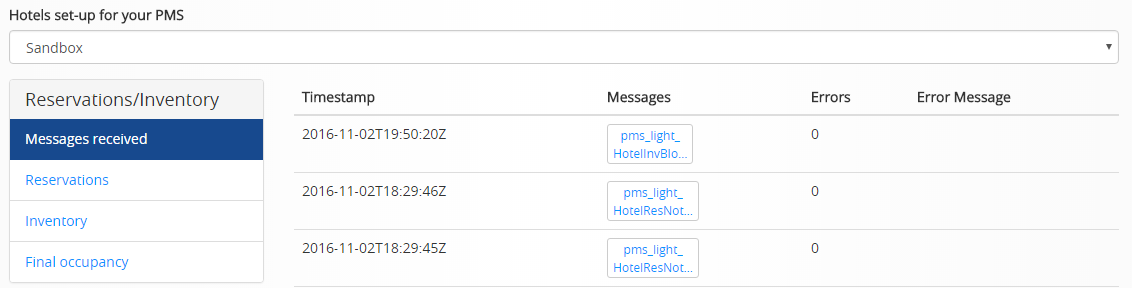 Hotels set-up for your PMS
Sandbox
Reservations/Inventory
Messages received
Reservations
Inventory
Final occupancy
Timestamp Messages Errors Error Message
2016-11-02T19:50:20Z pms_light_ 0
HotelInvBlo...
2016-11-02T18:29:46Z pms_light_ 0
HotelResNot...
2016-11-02T18:29:45Z pms_light_ 0
HotelResNot...